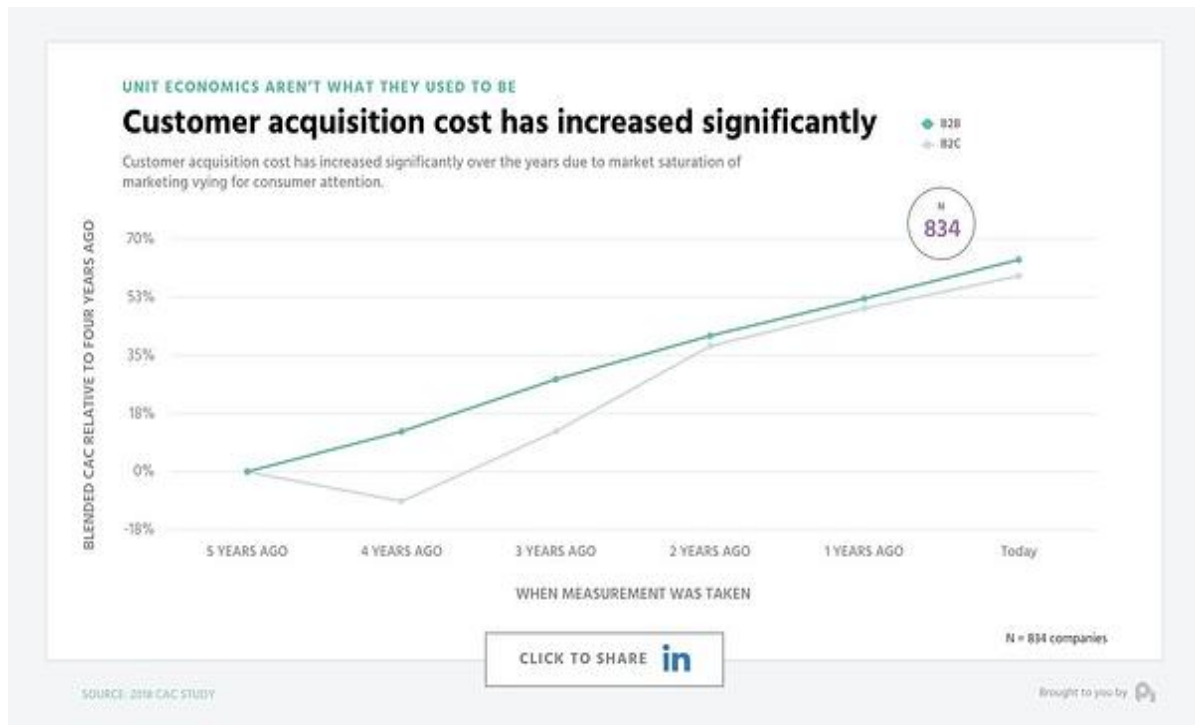 UNIT ECONOMICS AREN'T WHAT THEY USED TO BE
Customer acquisition cost has increased significantly
B2B
B2C
Customer acquisition cost has increased significantly over the years due to market saturation of
marketing vying for consumer attention.
N
834
BLENDED CAC RELATIVE TO FOUR YEARS AGO
70%
53%
35%
18%
0%
-18%
5 YEARS AGO
4 YEARS AGO
3 YEARS AGO
2 YEARS AGO
1 YEARS AGO
Today
WHEN MEASUREMENT WAS TAKEN
N = 834 companies
CLICK TO SHARE in
SOURCE: 2018 CAC STUDY
Brought to you by